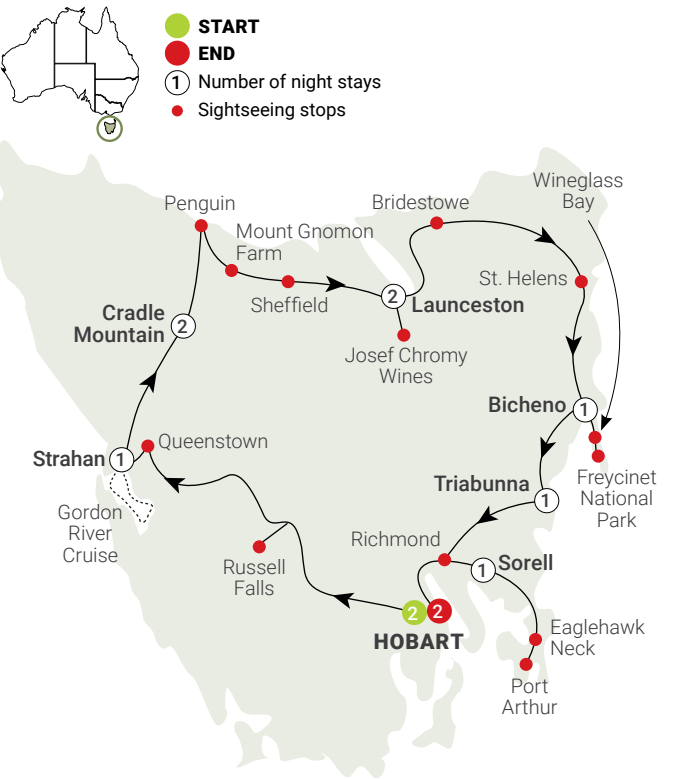 START
END
1 Number of night stays
Sightseeing stops
Wineglass
Bay
Penguin
Bridestowe
Mount Gnomon
Farm
St. Helens
Sheffield
2
Launceston
Cradle
Mountain
2
Josef Chromy
Wines
Bicheno
1
Queenstown
Strahan
1
Freycinet
National
Park
Triabunna
1
Gordon
River
Cruise
Richmond
Russell
Falls
1
Sorell
2
2
HOBART
Eaglehawk
Neck
Port
Arthur